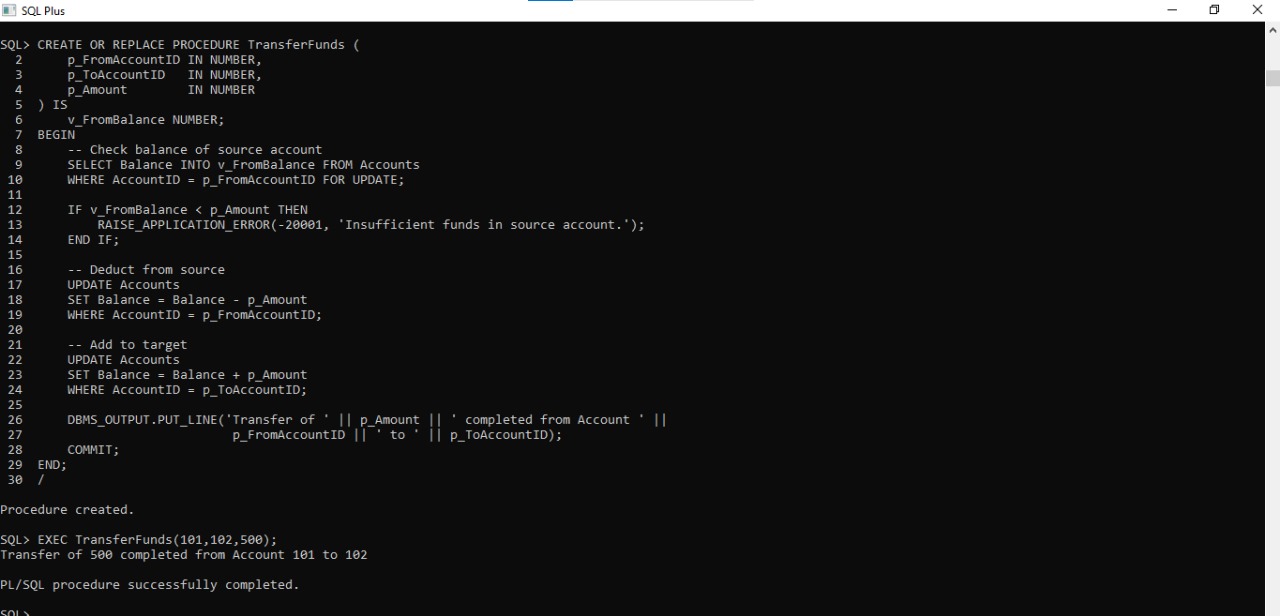 SQL Plus
SQL> CREATE OR REPLACE PROCEDURE TransferFunds (
  2      p_FromAccountID IN NUMBER,
  3      p_ToAccountID   IN NUMBER,
  4      p_Amount        IN NUMBER
  5  ) IS
  6      v_FromBalance NUMBER;
  7  BEGIN
  8      -- Check balance of source account
  9      SELECT Balance INTO v_FromBalance FROM Accounts
 10      WHERE AccountID = p_FromAccountID FOR UPDATE;
 11
 12      IF v_FromBalance < p_Amount THEN
 13          RAISE_APPLICATION_ERROR(-20001, 'Insufficient funds in source account.');
 14      END IF;
 15
 16      -- Deduct from source
 17      UPDATE Accounts
 18      SET Balance = Balance - p_Amount
 19      WHERE AccountID = p_FromAccountID;
 20
 21      -- Add to target
 22      UPDATE Accounts
 23      SET Balance = Balance + p_Amount
 24      WHERE AccountID = p_ToAccountID;
 25
 26      DBMS_OUTPUT.PUT_LINE('Transfer of ' || p_Amount || ' completed from Account ' ||
 27                            p_FromAccountID || ' to ' || p_ToAccountID);
 28      COMMIT;
 29  END;
 30  /
Procedure created.
SQL> EXEC TransferFunds(101,102,500);
Transfer of 500 completed from Account 101 to 102
PL/SQL procedure successfully completed.
SQL>